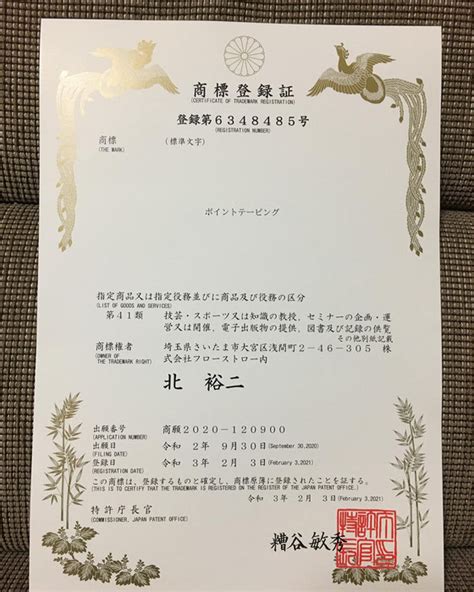 商標登録証
(CERTIFICATE OF TRADEMARK REGISTRATION)
登録第6348485号
(REGISTRATION NUMBER)
商標 (標準文字)
(THE MARK)
ポイントテーピング
指定商品又は指定役務並びに商品及び役務の区分
(LIST OF GOODS AND SERVICES)
第41類 技芸・スポーツ又は知識の教授，セミナーの企画・運
営又は開催，電子出版物の提供，図書及び記録の供覧
その他別紙記載
商標権者 埼玉県さいたま市大宮区浅間町2-46-305 株
(OWNER OF THE TRADEMARK RIGHT) 式会社フローストロー内
北 裕二
出願番号 商願2020-120900
(APPLICATION NUMBER)
出願日 令和 2年 9月30日(September 30,2020)
(FILING DATE)
登録日 令和 3年 2月 3日(February 3,2021)
(REGISTRATION DATE)
この商標は、登録するものと確定し、商標原簿に登録されたことを証する。
(THIS IS TO CERTIFY THAT THE TRADEMARK IS REGISTERED ON THE REGISTER OF THE JAPAN PATENT OFFICE.)
令和 3年 2月 3日(February 3,2021)
特許庁長官
(COMMISSIONER, JAPAN PATENT OFFICE)
糟谷敏秀